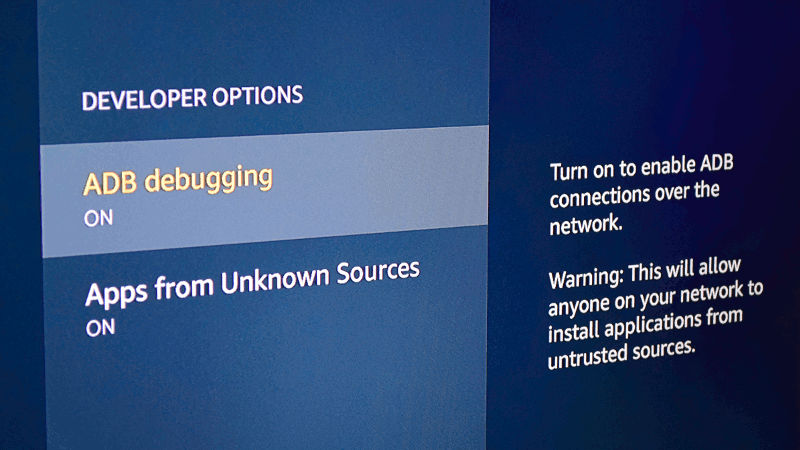 DEVELOPER OPTIONS
ADB debugging
ON
Apps from Unknown Sources
ON
Turn on to enable ADB
connections over the
network.
Warning: This will allow
anyone on your network to
install applications from
untrusted sources.